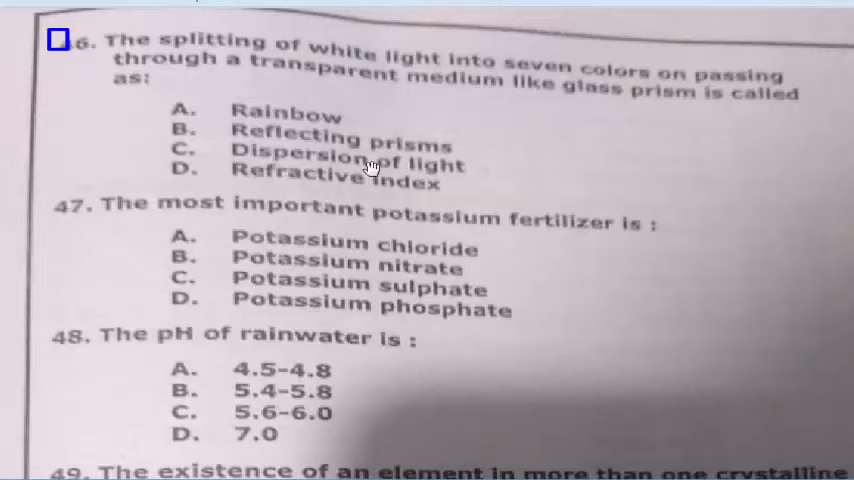 46. The splitting of white light into seven colors on passing
through a transparent medium like glass prism is called
as:
A. Rainbow
B. Reflecting prisms
C. Dispersion of light
D. Refractive index
47. The most important potassium fertilizer is :
A. Potassium chloride
B. Potassium nitrate
C. Potassium sulphate
D. Potassium phosphate
48. The pH of rainwater is :
A. 4.5-4.8
B. 5.4-5.8
C. 5.6-6.0
D. 7.0
49. The existence of an element in more than one crystalline